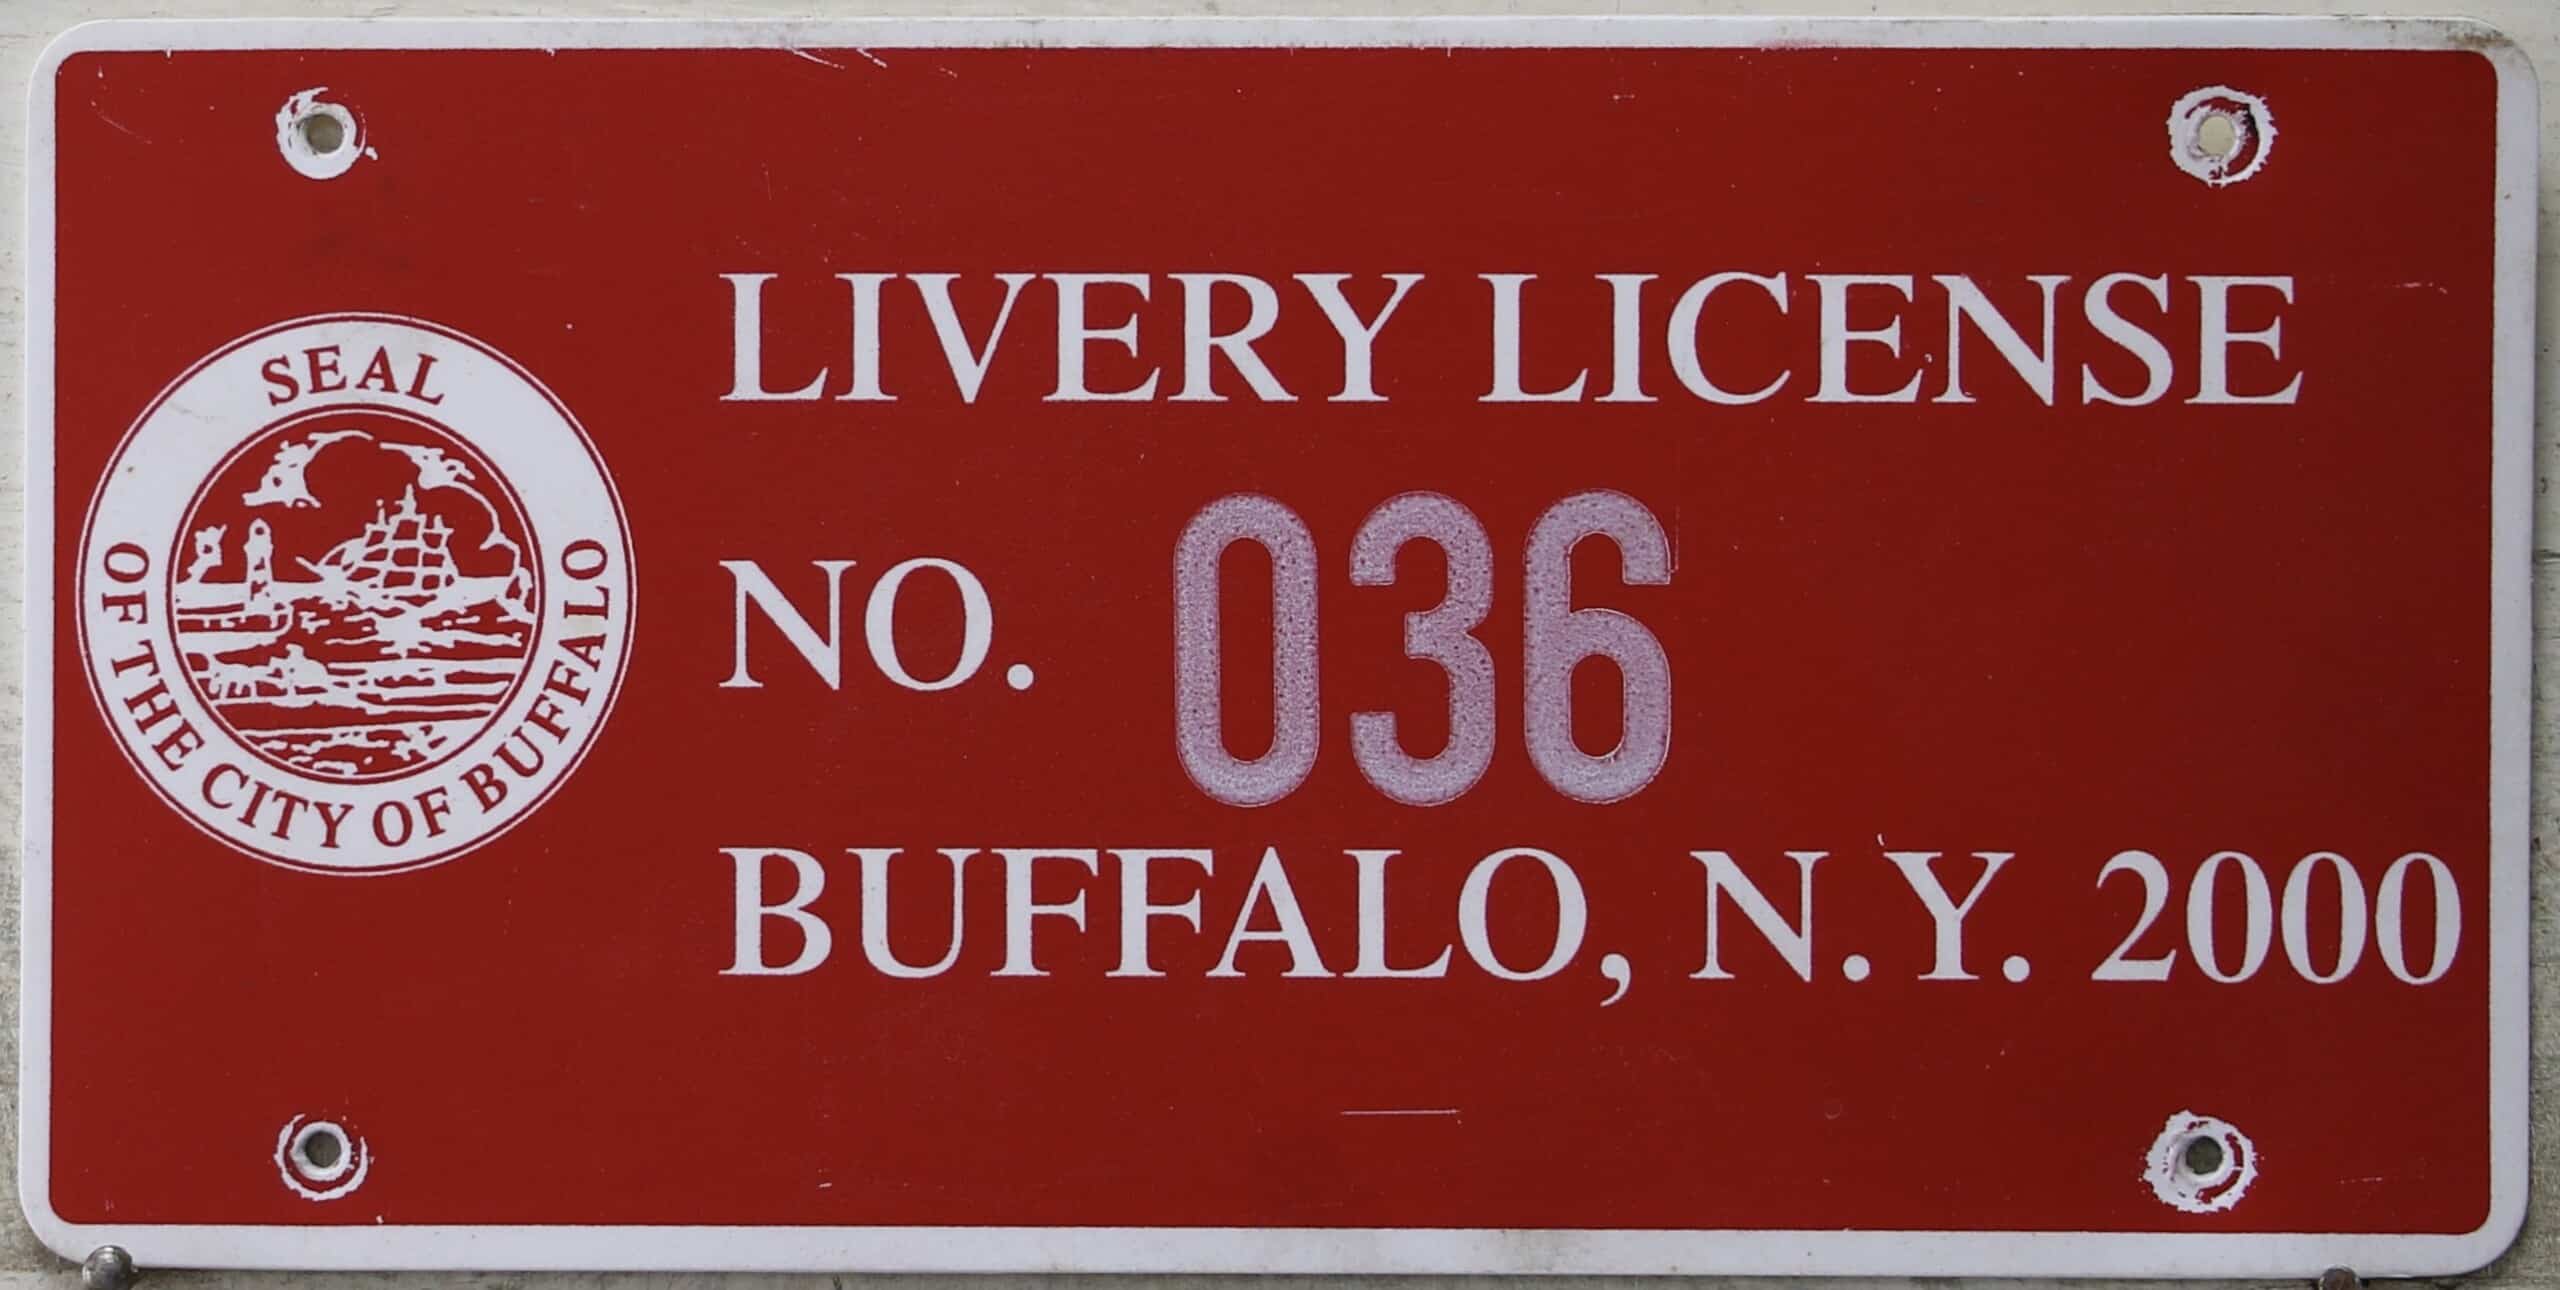 SEAL
OF THE CITY OF BUFFALO
LIVERY LICENSE
NO. 036
BUFFALO, N.Y. 2000